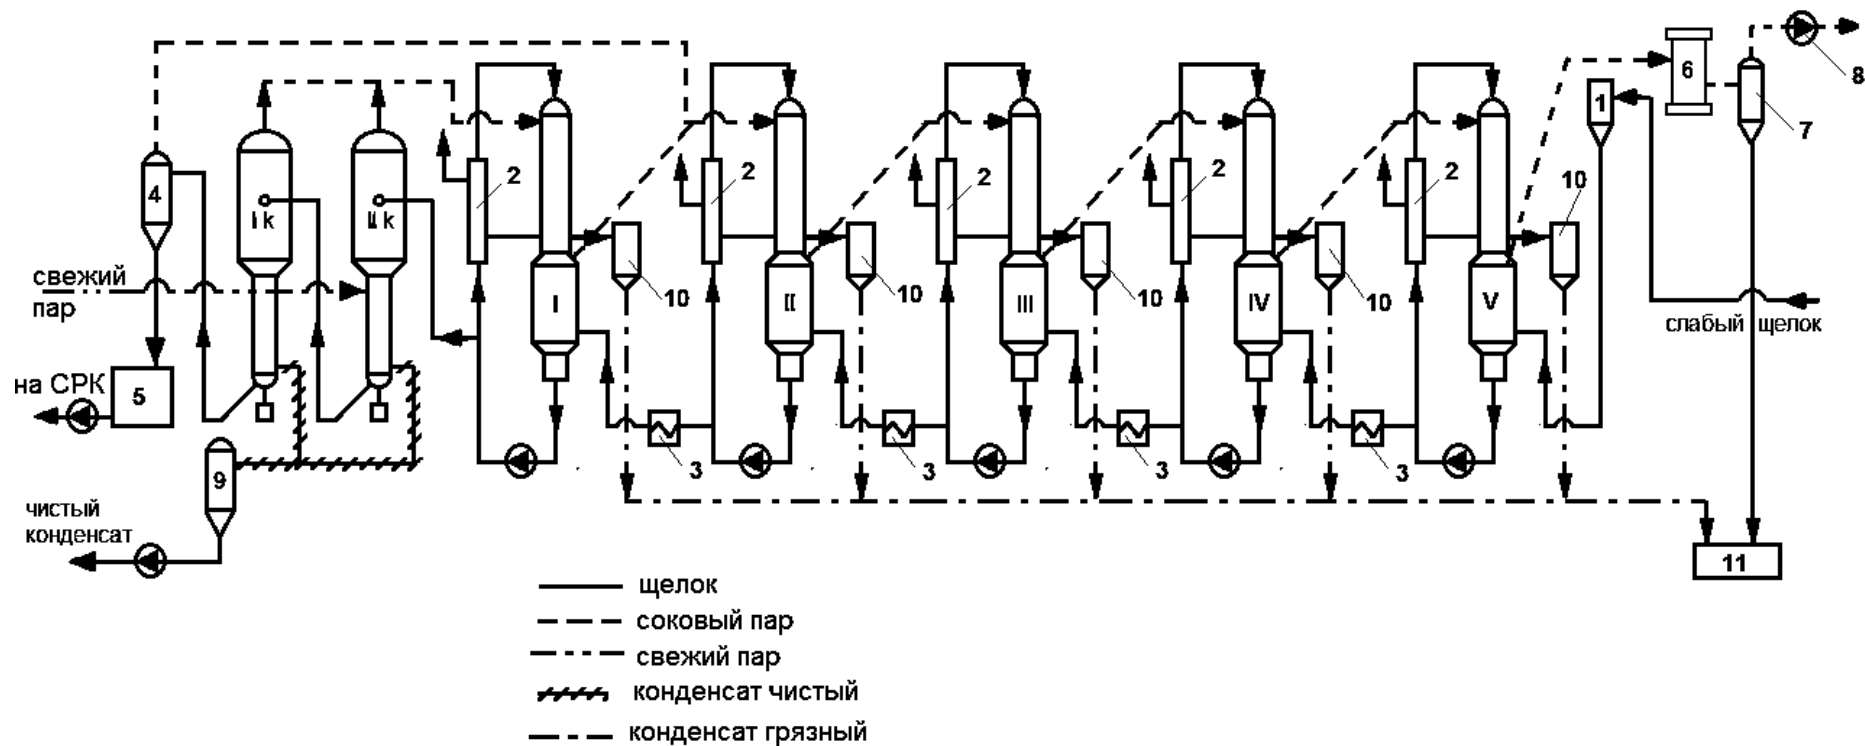 8
6
1
7
2
2
2
2
2
10
4
I k
II k
свежий
пар
10
10
10
10
I
II
III
IV
V
слабый щелок
на СРК
5
3
3
3
3
9
чистый
конденсат
11
щелок
соковый пар
свежий пар
конденсат чистый
конденсат грязный